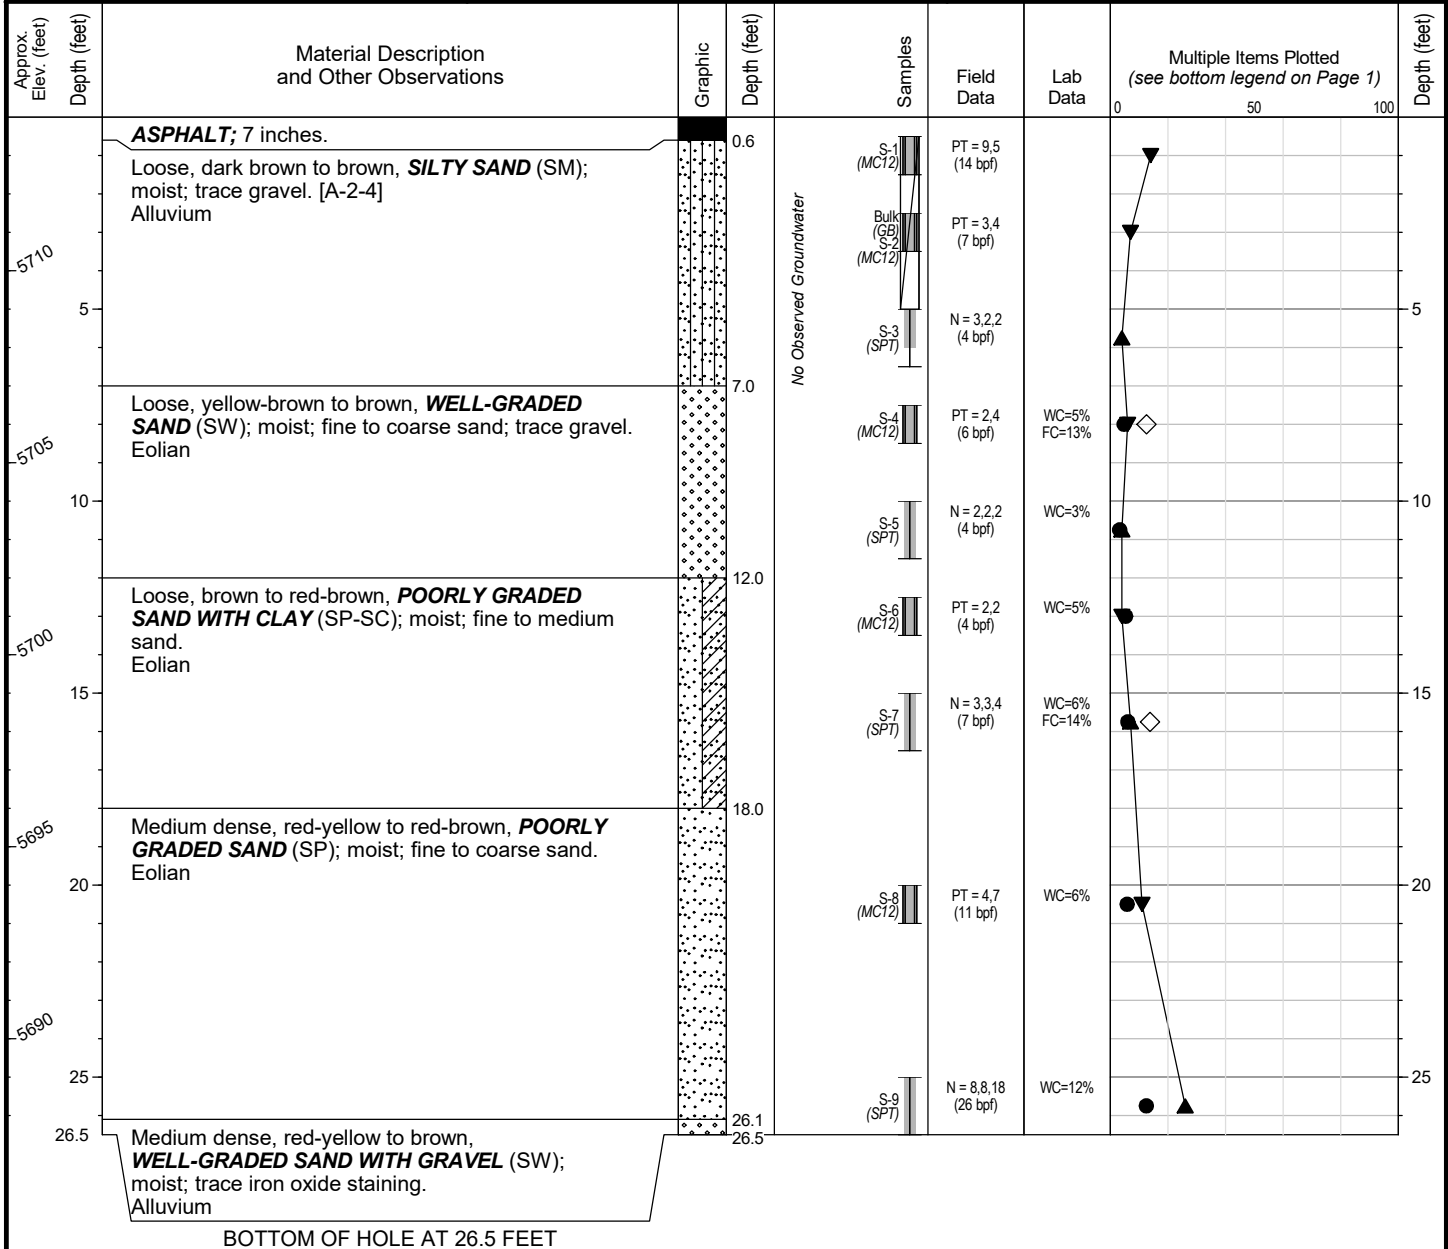 Approx.
Elev. (feet)
Depth (feet)
Material Description
and Other Observations
Graphic
Depth (feet)
Samples
Field
Data
Lab
Data
Multiple Items Plotted
(see bottom legend on Page 1)
0 50 100
Depth (feet)
ASPHALT; 7 inches.
0.6
Loose, dark brown to brown, SILTY SAND (SM);
moist; trace gravel. [A-2-4]
Alluvium
S-1
(MC12)
PT = 9,5
(14 bpf)
No Observed Groundwater
Bulk
(GB)
S-2
(MC12)
PT = 3,4
(7 bpf)
5710
5
S-3
(SPT)
N = 3,2,2
(4 bpf)
5
7.0
Loose, yellow-brown to brown, WELL-GRADED
SAND (SW); moist; fine to coarse sand; trace gravel.
Eolian
S-4
(MC12)
PT = 2,4
(6 bpf)
WC=5%
FC=13%
5705
10
S-5
(SPT)
N = 2,2,2
(4 bpf)
WC=3%
10
12.0
Loose, brown to red-brown, POORLY GRADED
SAND WITH CLAY (SP-SC); moist; fine to medium
sand.
Eolian
S-6
(MC12)
PT = 2,2
(4 bpf)
WC=5%
5700
15
S-7
(SPT)
N = 3,3,4
(7 bpf)
WC=6%
FC=14%
15
18.0
Medium dense, red-yellow to red-brown, POORLY
GRADED SAND (SP); moist; fine to coarse sand.
Eolian
5695
20
S-8
(MC12)
PT = 4,7
(11 bpf)
WC=6%
20
5690
25
S-9
(SPT)
N = 8,8,18
(26 bpf)
WC=12%
25
26.1
26.5
26.5
Medium dense, red-yellow to brown,
WELL-GRADED SAND WITH GRAVEL (SW);
moist; trace iron oxide staining.
Alluvium
BOTTOM OF HOLE AT 26.5 FEET